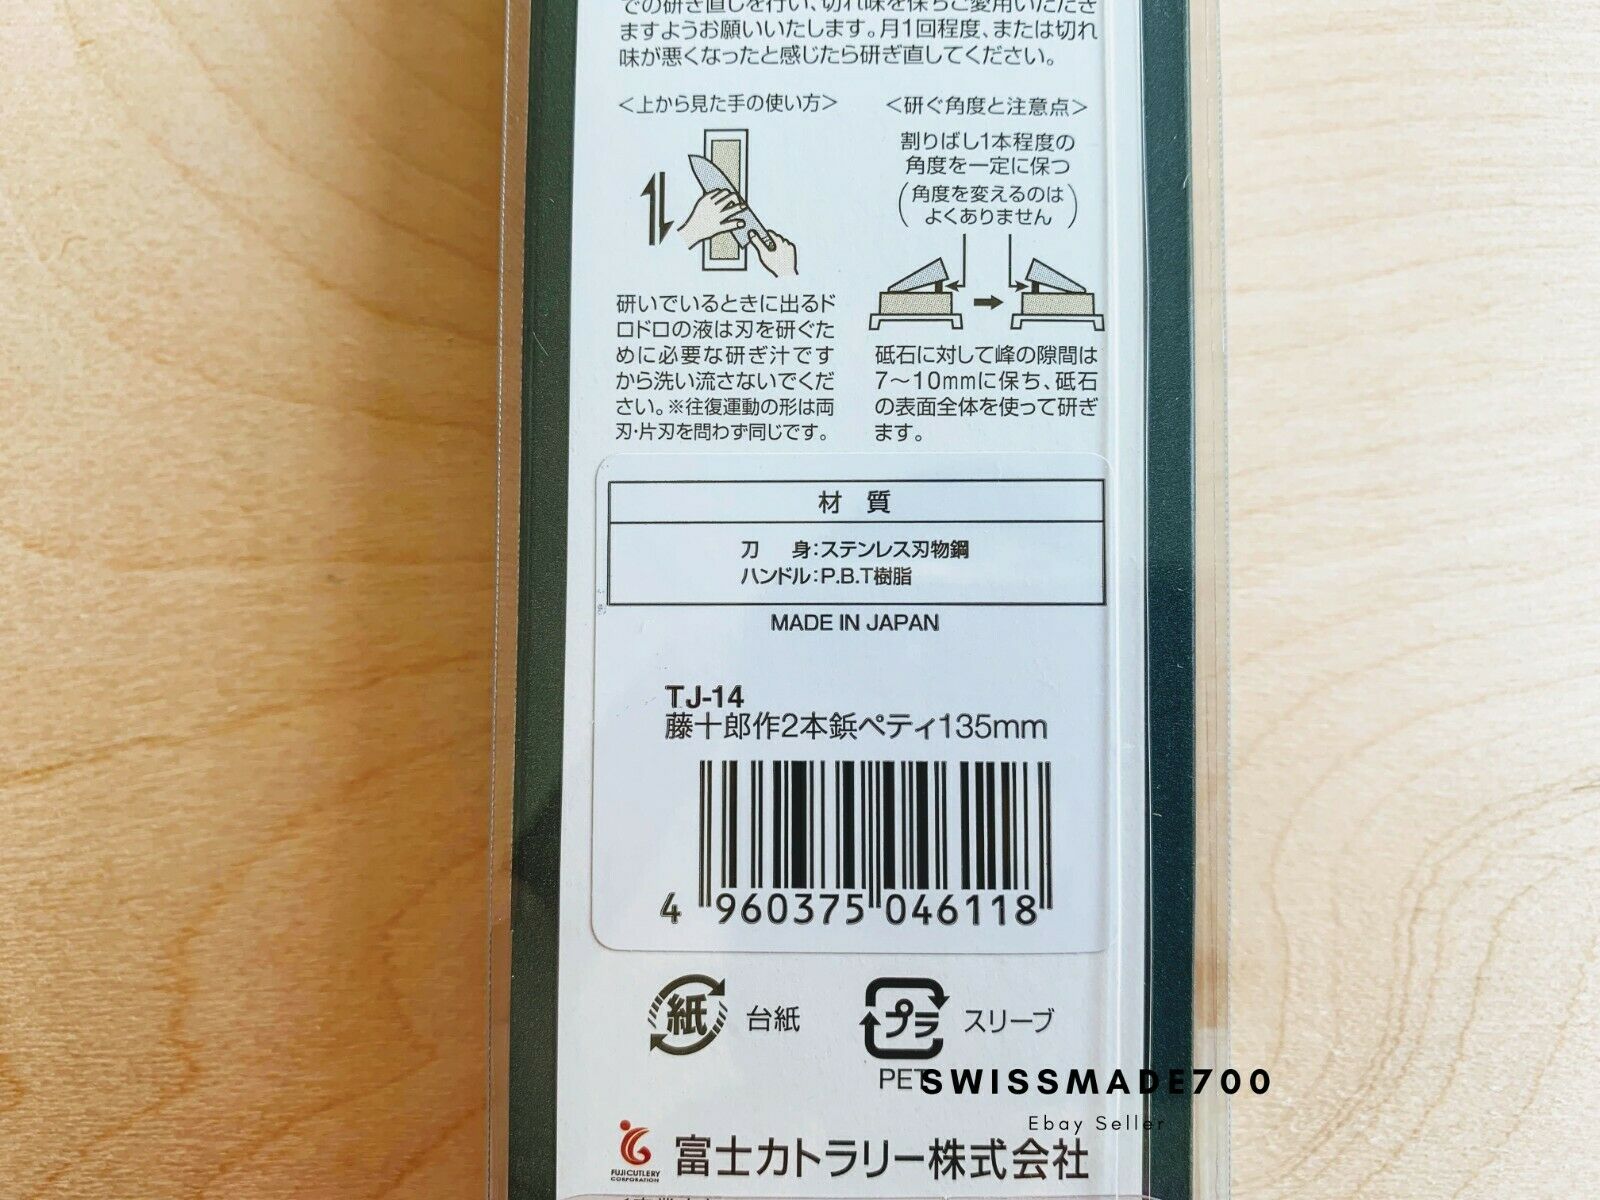 での研ぎ直しを行い、切れ味を保ちご愛用いただき
ますようお願いいたします。月1回程度、または切れ
味が悪くなったと感じたら研ぎ直してください。
＜上から見た手の使い方＞
研いでいるときに出るド
ロドロの液は刃を研ぐた
めに必要な研ぎ汁です
から洗い流さないでくだ
さい。※往復運動の形は両
刃・片刃を問わず同じです。
＜研ぐ角度と注意点＞
割りばし1本程度の
角度を一定に保つ
(角度を変えるのは
よくありません)
砥石に対して峰の隙間は
7〜10mmに保ち、砥石
の表面全体を使って研ぎ
ます。
材 質
刀 身：ステンレス刃物鋼
ハンドル：P.B.T樹脂
MADE IN JAPAN
TJ-14
藤十郎作2本鋲ペティ135mm
4 960375 046118
紙 台紙
プラ スリーブ
PET
SWISSMADE700
Ebay Seller
FUJI CUTLERY
CORPORATION
富士カトラリー株式会社